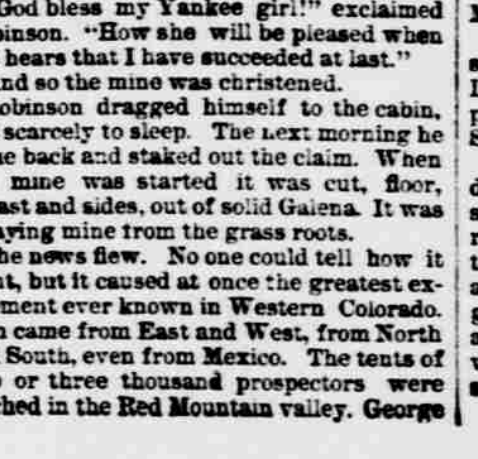 God bless my Yankee girl!" exclaimed
binson. "How she will be pleased when
hears that I have succeeded at last."
nd so the mine was christened.
obinson dragged himself to the cabin,
scarcely to sleep. The next morning he
e back and staked out the claim. When
mine was started it was cut, floor,
ast and sides, out of solid Galena. It was
aying mine from the grass roots.
he news flew. No one could tell how it
nt, but it caused at once the greatest ex-
ment ever known in Western Colorado.
n came from East and West, from North
South, even from Mexico. The tents of
o or three thousand prospectors were
ched in the Red Mountain valley. George